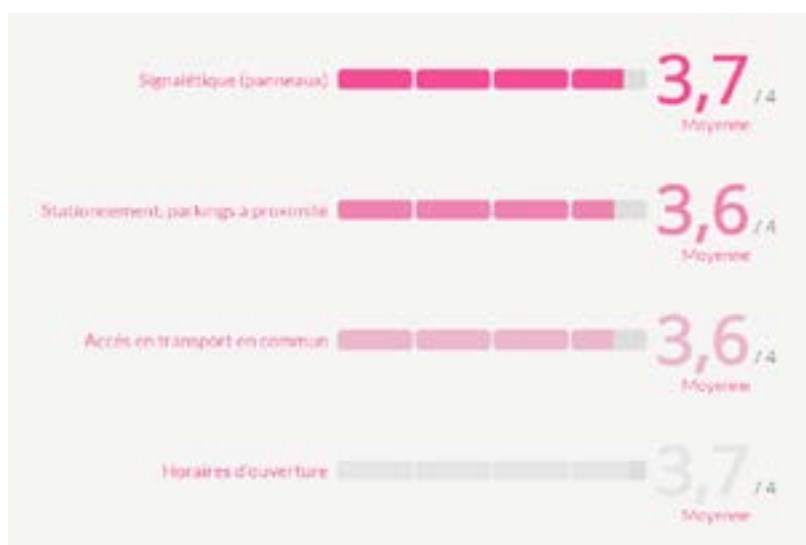 Signalétique (panneaux) 3,7 / 4
Moyenne
Stationnement, parkings à proximité 3,6 / 4
Moyenne
Accés en transport en commun 3,6 / 4
Moyenne
Horaires d'ouverture 3,7 / 4
Moyenne